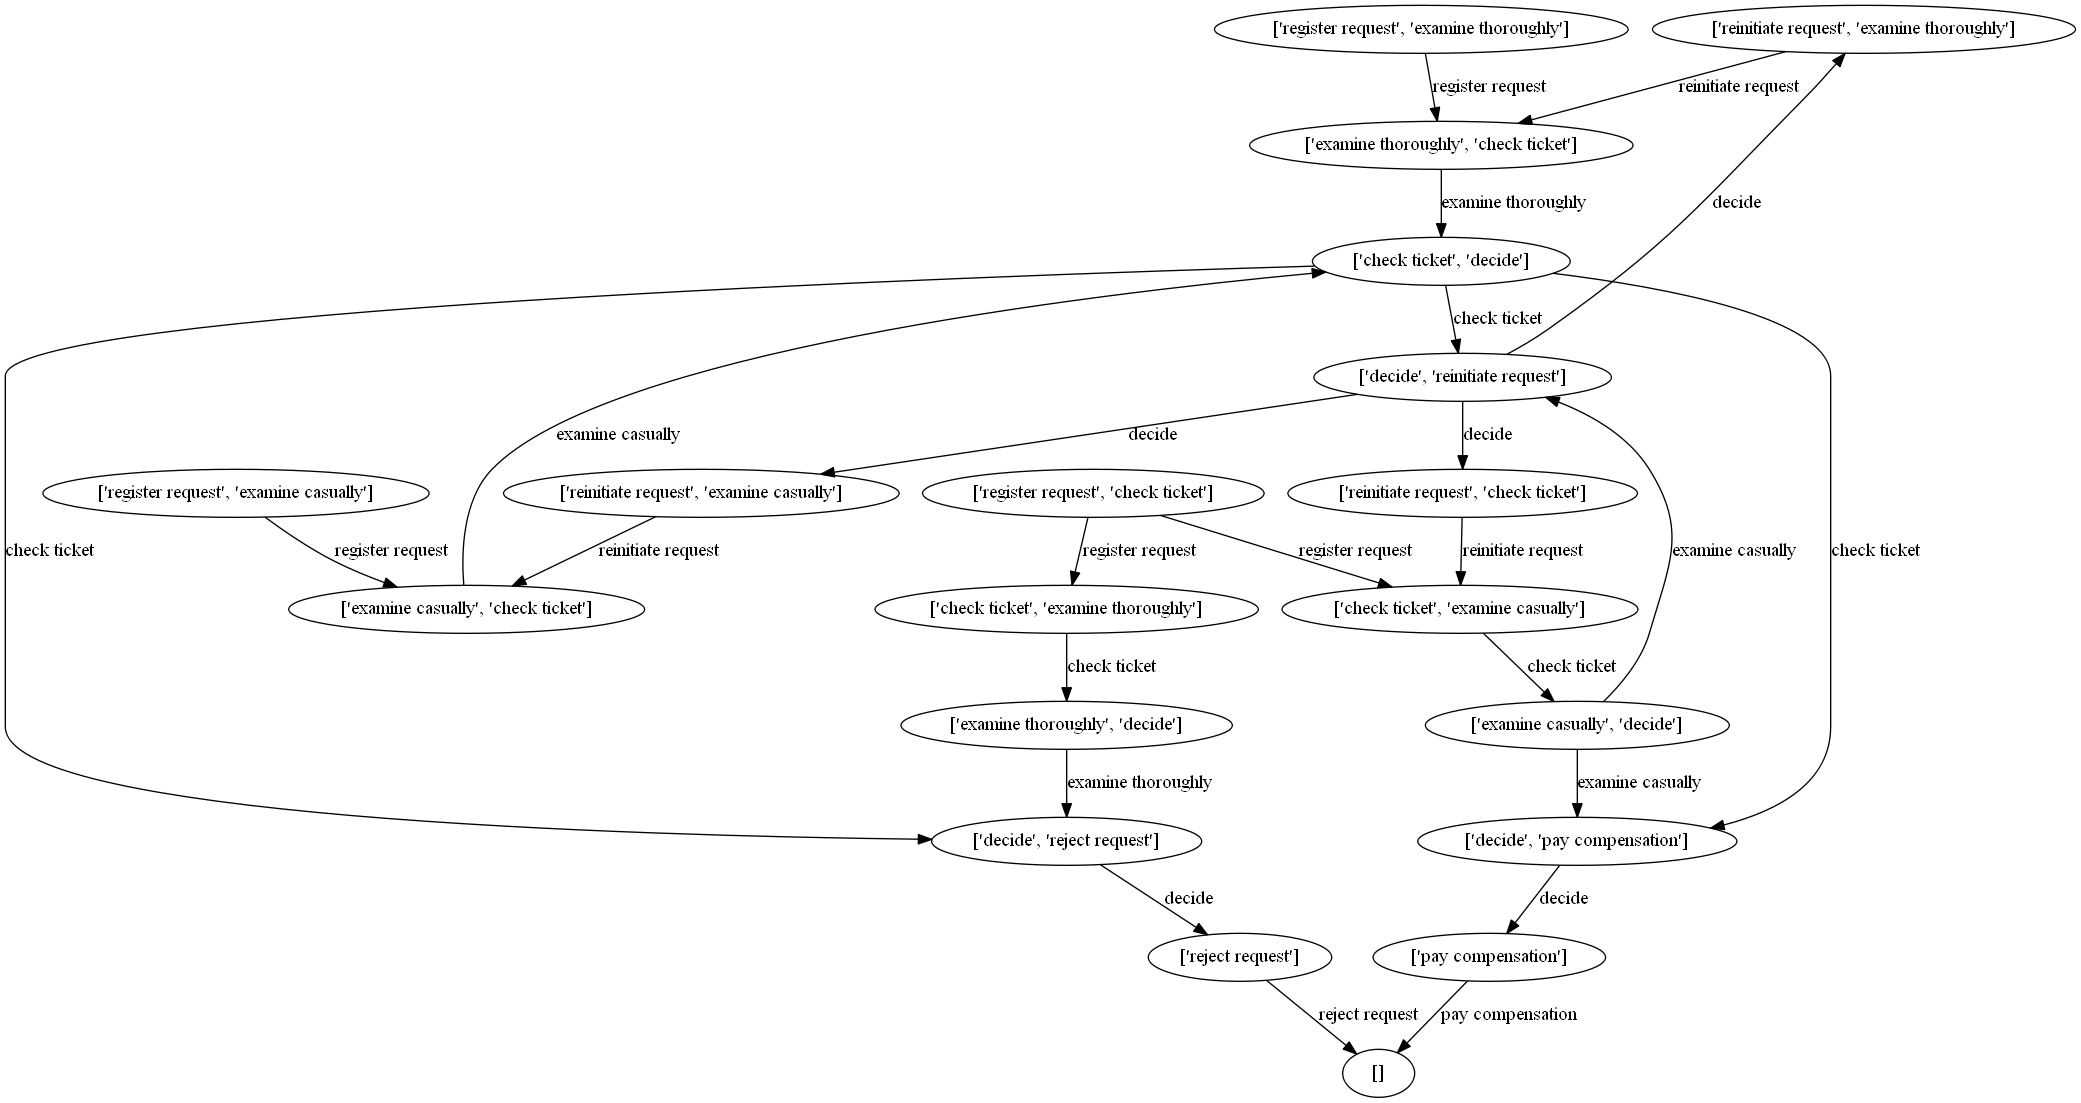 ['register request', 'examine thoroughly']
['reinitiate request', 'examine thoroughly']
register request
reinitiate request
['examine thoroughly', 'check ticket']
examine thoroughly
decide
['check ticket', 'decide']
check ticket
['decide', 'reinitiate request']
examine casually
decide
decide
['register request', 'examine casually']
['reinitiate request', 'examine casually']
['register request', 'check ticket']
['reinitiate request', 'check ticket']
check ticket
register request
reinitiate request
register request
register request
reinitiate request
examine casually
check ticket
['examine casually', 'check ticket']
['check ticket', 'examine thoroughly']
['check ticket', 'examine casually']
check ticket
check ticket
['examine thoroughly', 'decide']
['examine casually', 'decide']
examine thoroughly
examine casually
['decide', 'reject request']
['decide', 'pay compensation']
decide
decide
['reject request']
['pay compensation']
reject request
pay compensation
[]